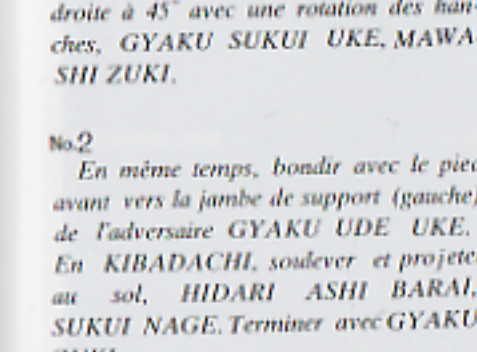 droite à 45° avec une rotation des han-
ches, GYAKU SUKUI UKE, MAWA-
SHI ZUKI.
No.2
En même temps, bondir avec le pied
avant vers la jambe de support (gauche)
de l'adversaire GYAKU UDE UKE.
En KIBADACHI, soulever et projeter
au sol, HIDARI ASHI BARAI,
SUKUI NAGE. Terminer avec GYAKU